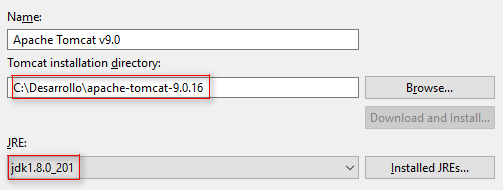 Name:
Apache Tomcat v9.0
Tomcat installation directory:
C:\Desarrollo\apache-tomcat-9.0.16
Browse...
Download and Install...
JRE:
jdk1.8.0_201
Installed JREs...